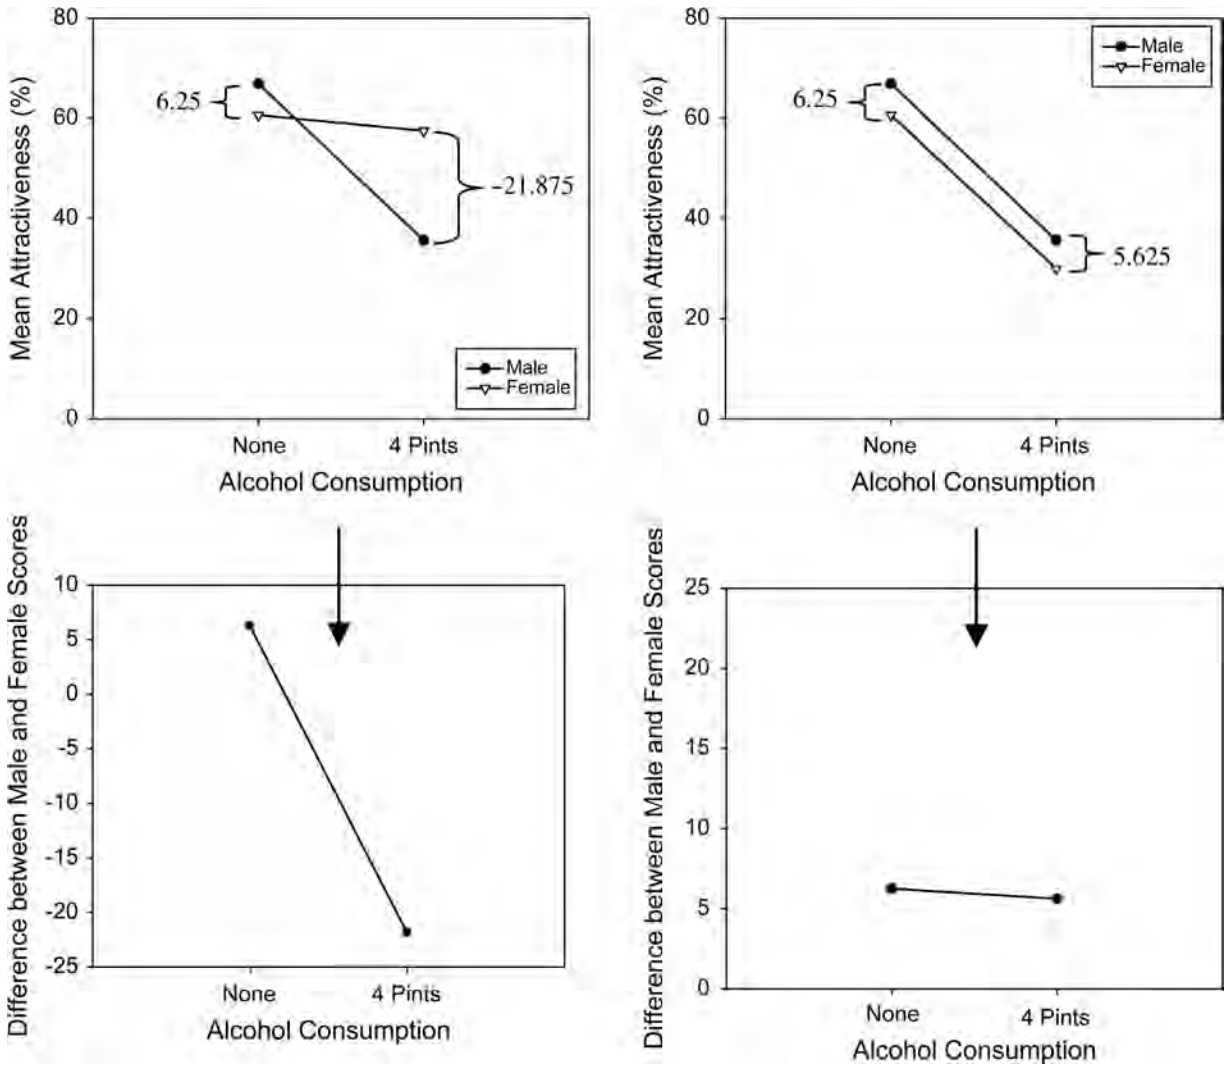 80
60
40
20
0
Mean Attractiveness (%)
6.25
-21.875
Male
Female
None
4 Pints
Alcohol Consumption
80
60
40
20
0
Mean Attractiveness (%)
Male
Female
6.25
5.625
None
4 Pints
Alcohol Consumption
Difference between Male and Female Scores
10
5
0
-5
-10
-15
-20
-25
None
4 Pints
Alcohol Consumption
Difference between Male and Female Scores
25
20
15
10
5
0
None
4 Pints
Alcohol Consumption